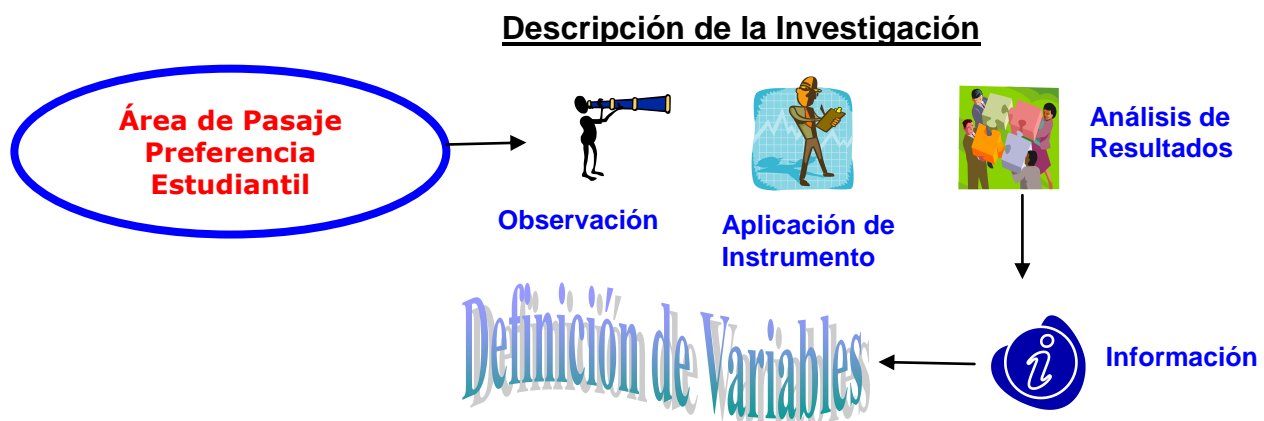 Descripción de la Investigación
Área de Pasaje
Preferencia
Estudiantil
Observación
Aplicación de
Instrumento
Análisis de
Resultados
Información
Definición de Variables